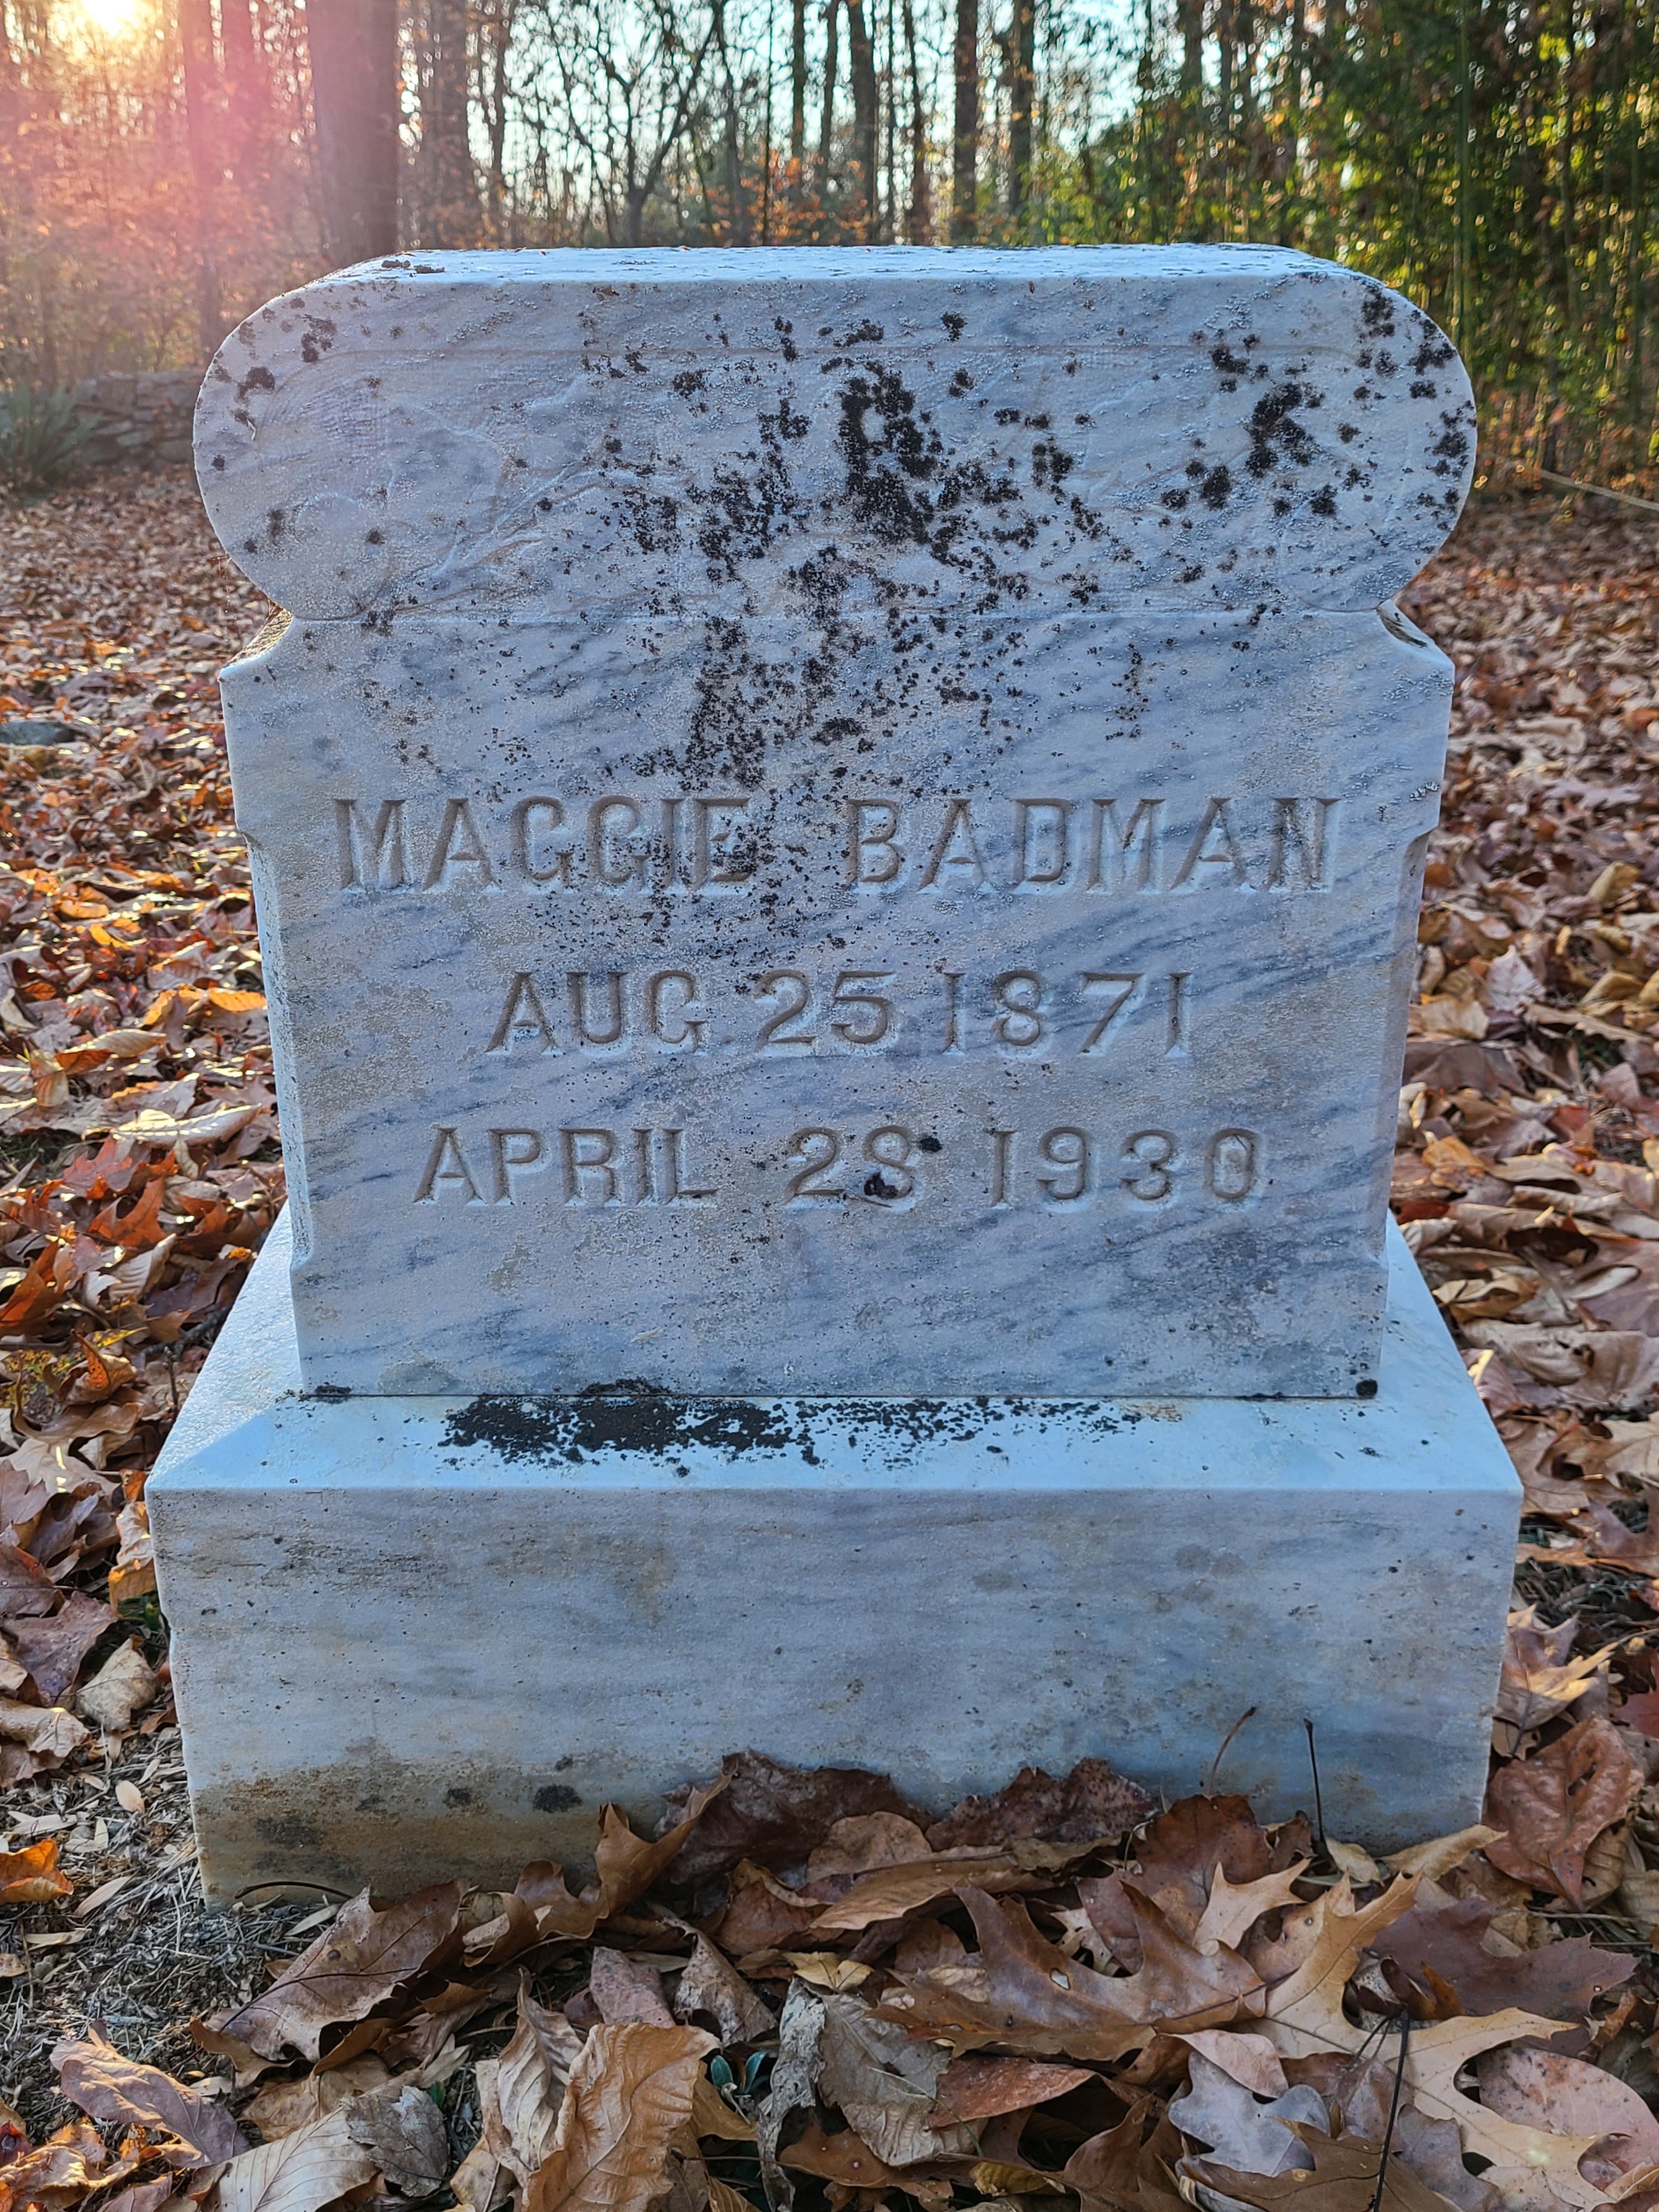 MAGGIE BADMAN
AUG. 25 1871
APRIL 28 1930